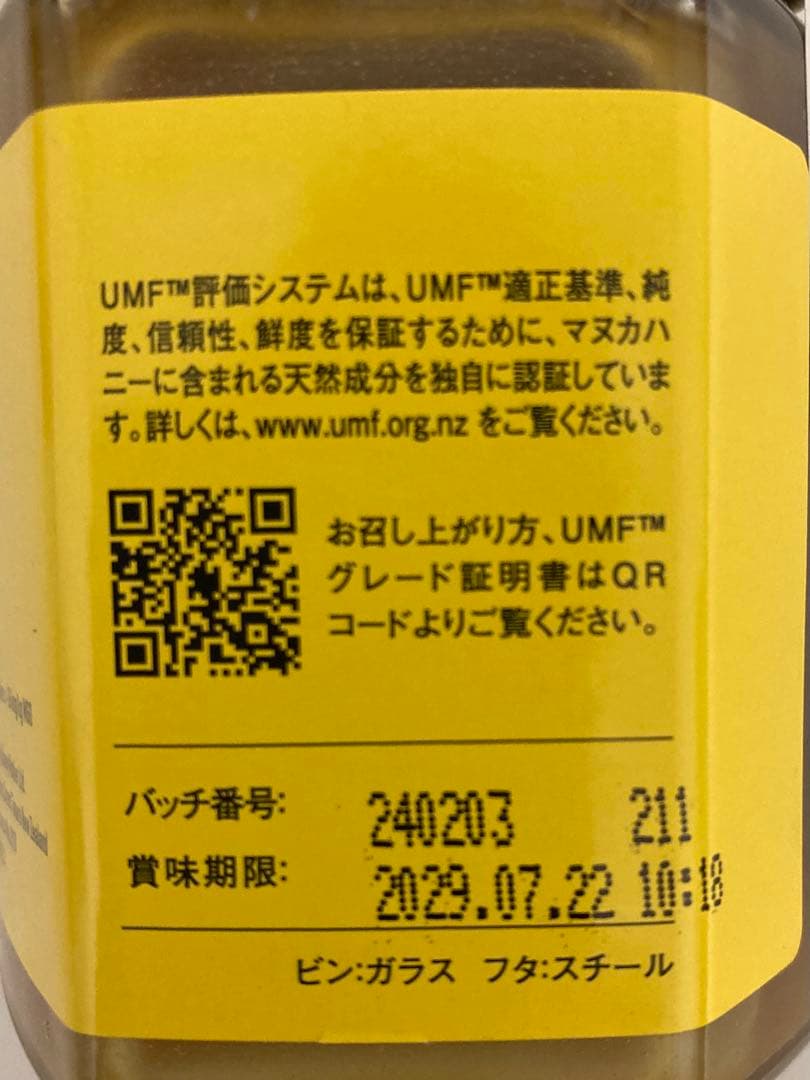 UMF™評価システムは、UMF™適正基準、純
度、信頼性、鮮度を保証するために、マヌカハ
ニーに含まれる天然成分を独自に認証していま
す。詳しくは、www.umf.org.nz をご覧ください。
お召し上がり方、UMF™
グレード証明書はQR
コードよりご覧ください。
バッチ番号: 240203 211
賞味期限: 2029.07.22 10:18
ビン:ガラス フタ:スチール